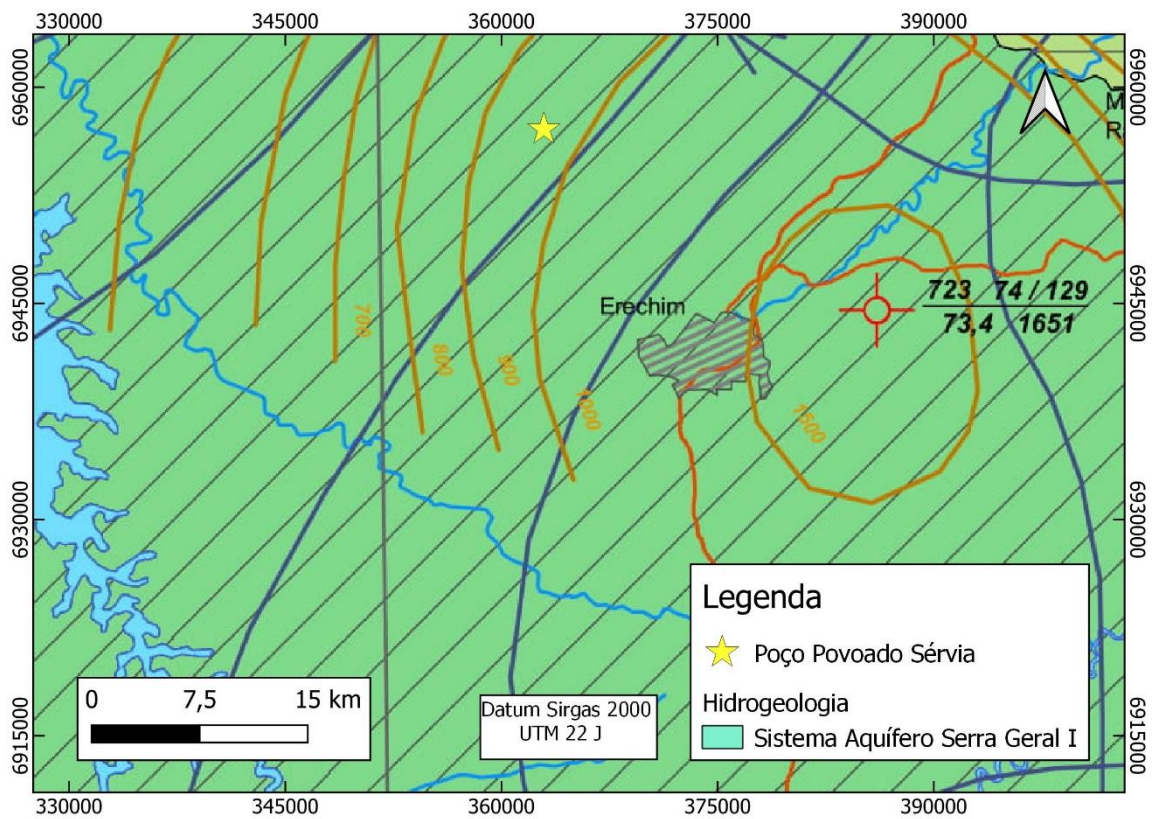 330000 345000 360000 375000 390000
6960000 6960000
M
R
6945000 6945000
Erechim
723 74 / 129
73,4 1651
700
800
900
1000
1500
6930000 6930000
Legenda
Poço Povoado Sérvia
Hidrogeologia
Sistema Aquífero Serra Geral I
0 7,5 15 km
Datum Sirgas 2000
UTM 22 J
6915000 6915000
330000 345000 360000 375000 390000